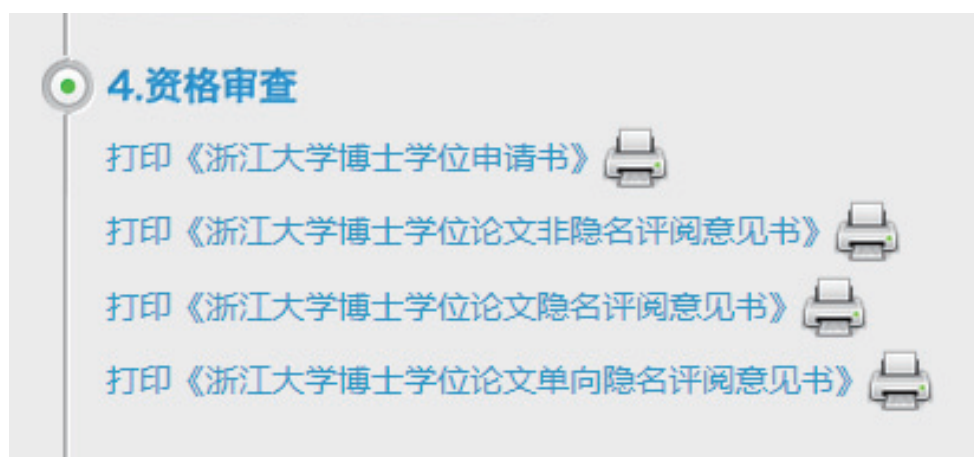 4.资格审查
打印《浙江大学博士学位申请书》
打印《浙江大学博士学位论文非隐名评阅意见书》
打印《浙江大学博士学位论文隐名评阅意见书》
打印《浙江大学博士学位论文单向隐名评阅意见书》